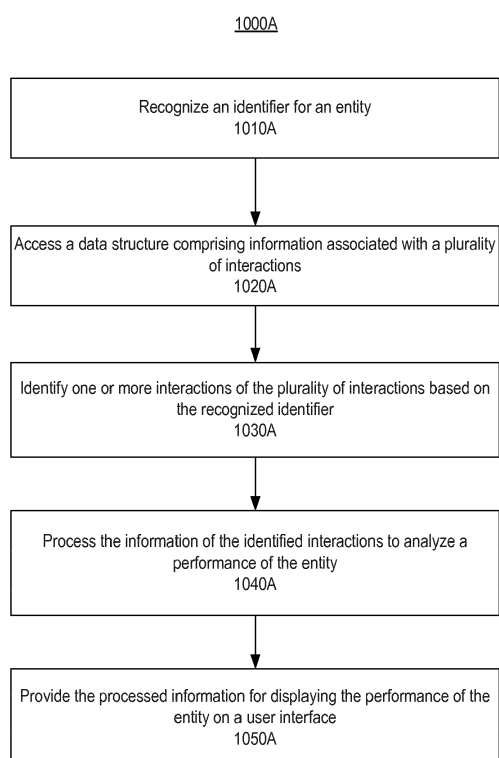 1000A
Recognize an identifier for an entity
1010A
Access a data structure comprising information associated with a plurality
of interactions
1020A
Identify one or more interactions of the plurality of interactions based on
the recognized identifier
1030A
Process the information of the identified interactions to analyze a
performance of the entity
1040A
Provide the processed information for displaying the performance of the
entity on a user interface
1050A